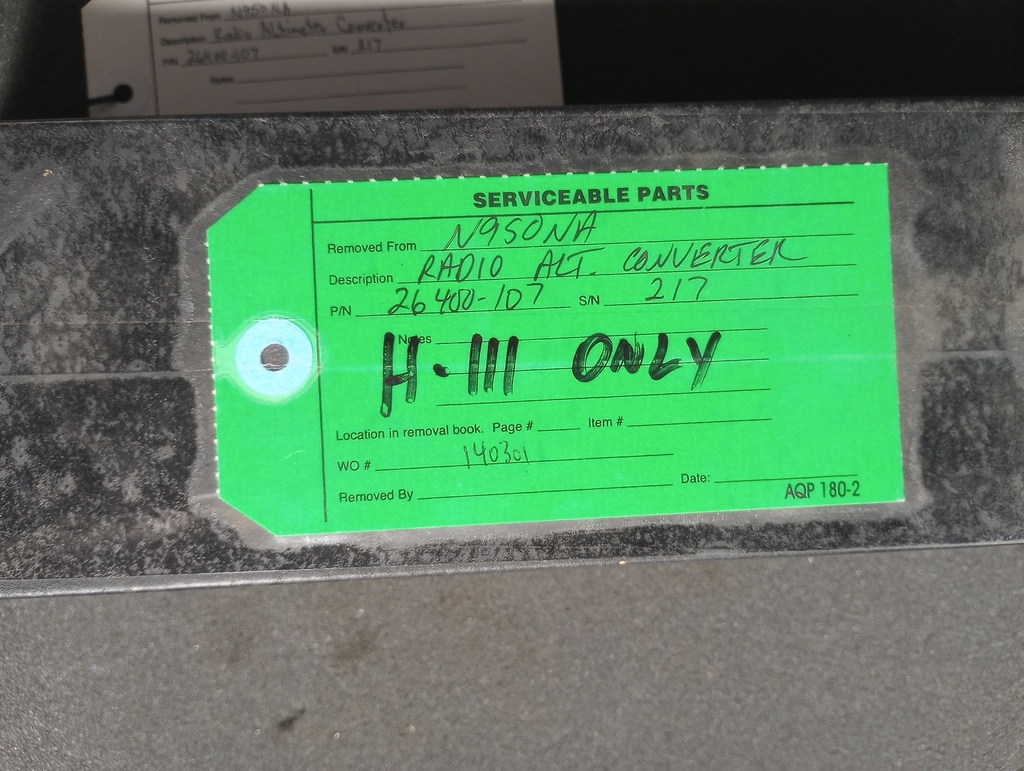 Removed From N950NA
Description Radio Altimeter Converter
P/N 26400-107 S/N 217
Notes
SERVICEABLE PARTS
Removed From N950NA
Description RADIO ALT. CONVERTER
P/N 26400-107 S/N 217
Notes
H-III ONLY
Location in removal book. Page # Item #
WO # 140301
Removed By Date:
AQP 180-2